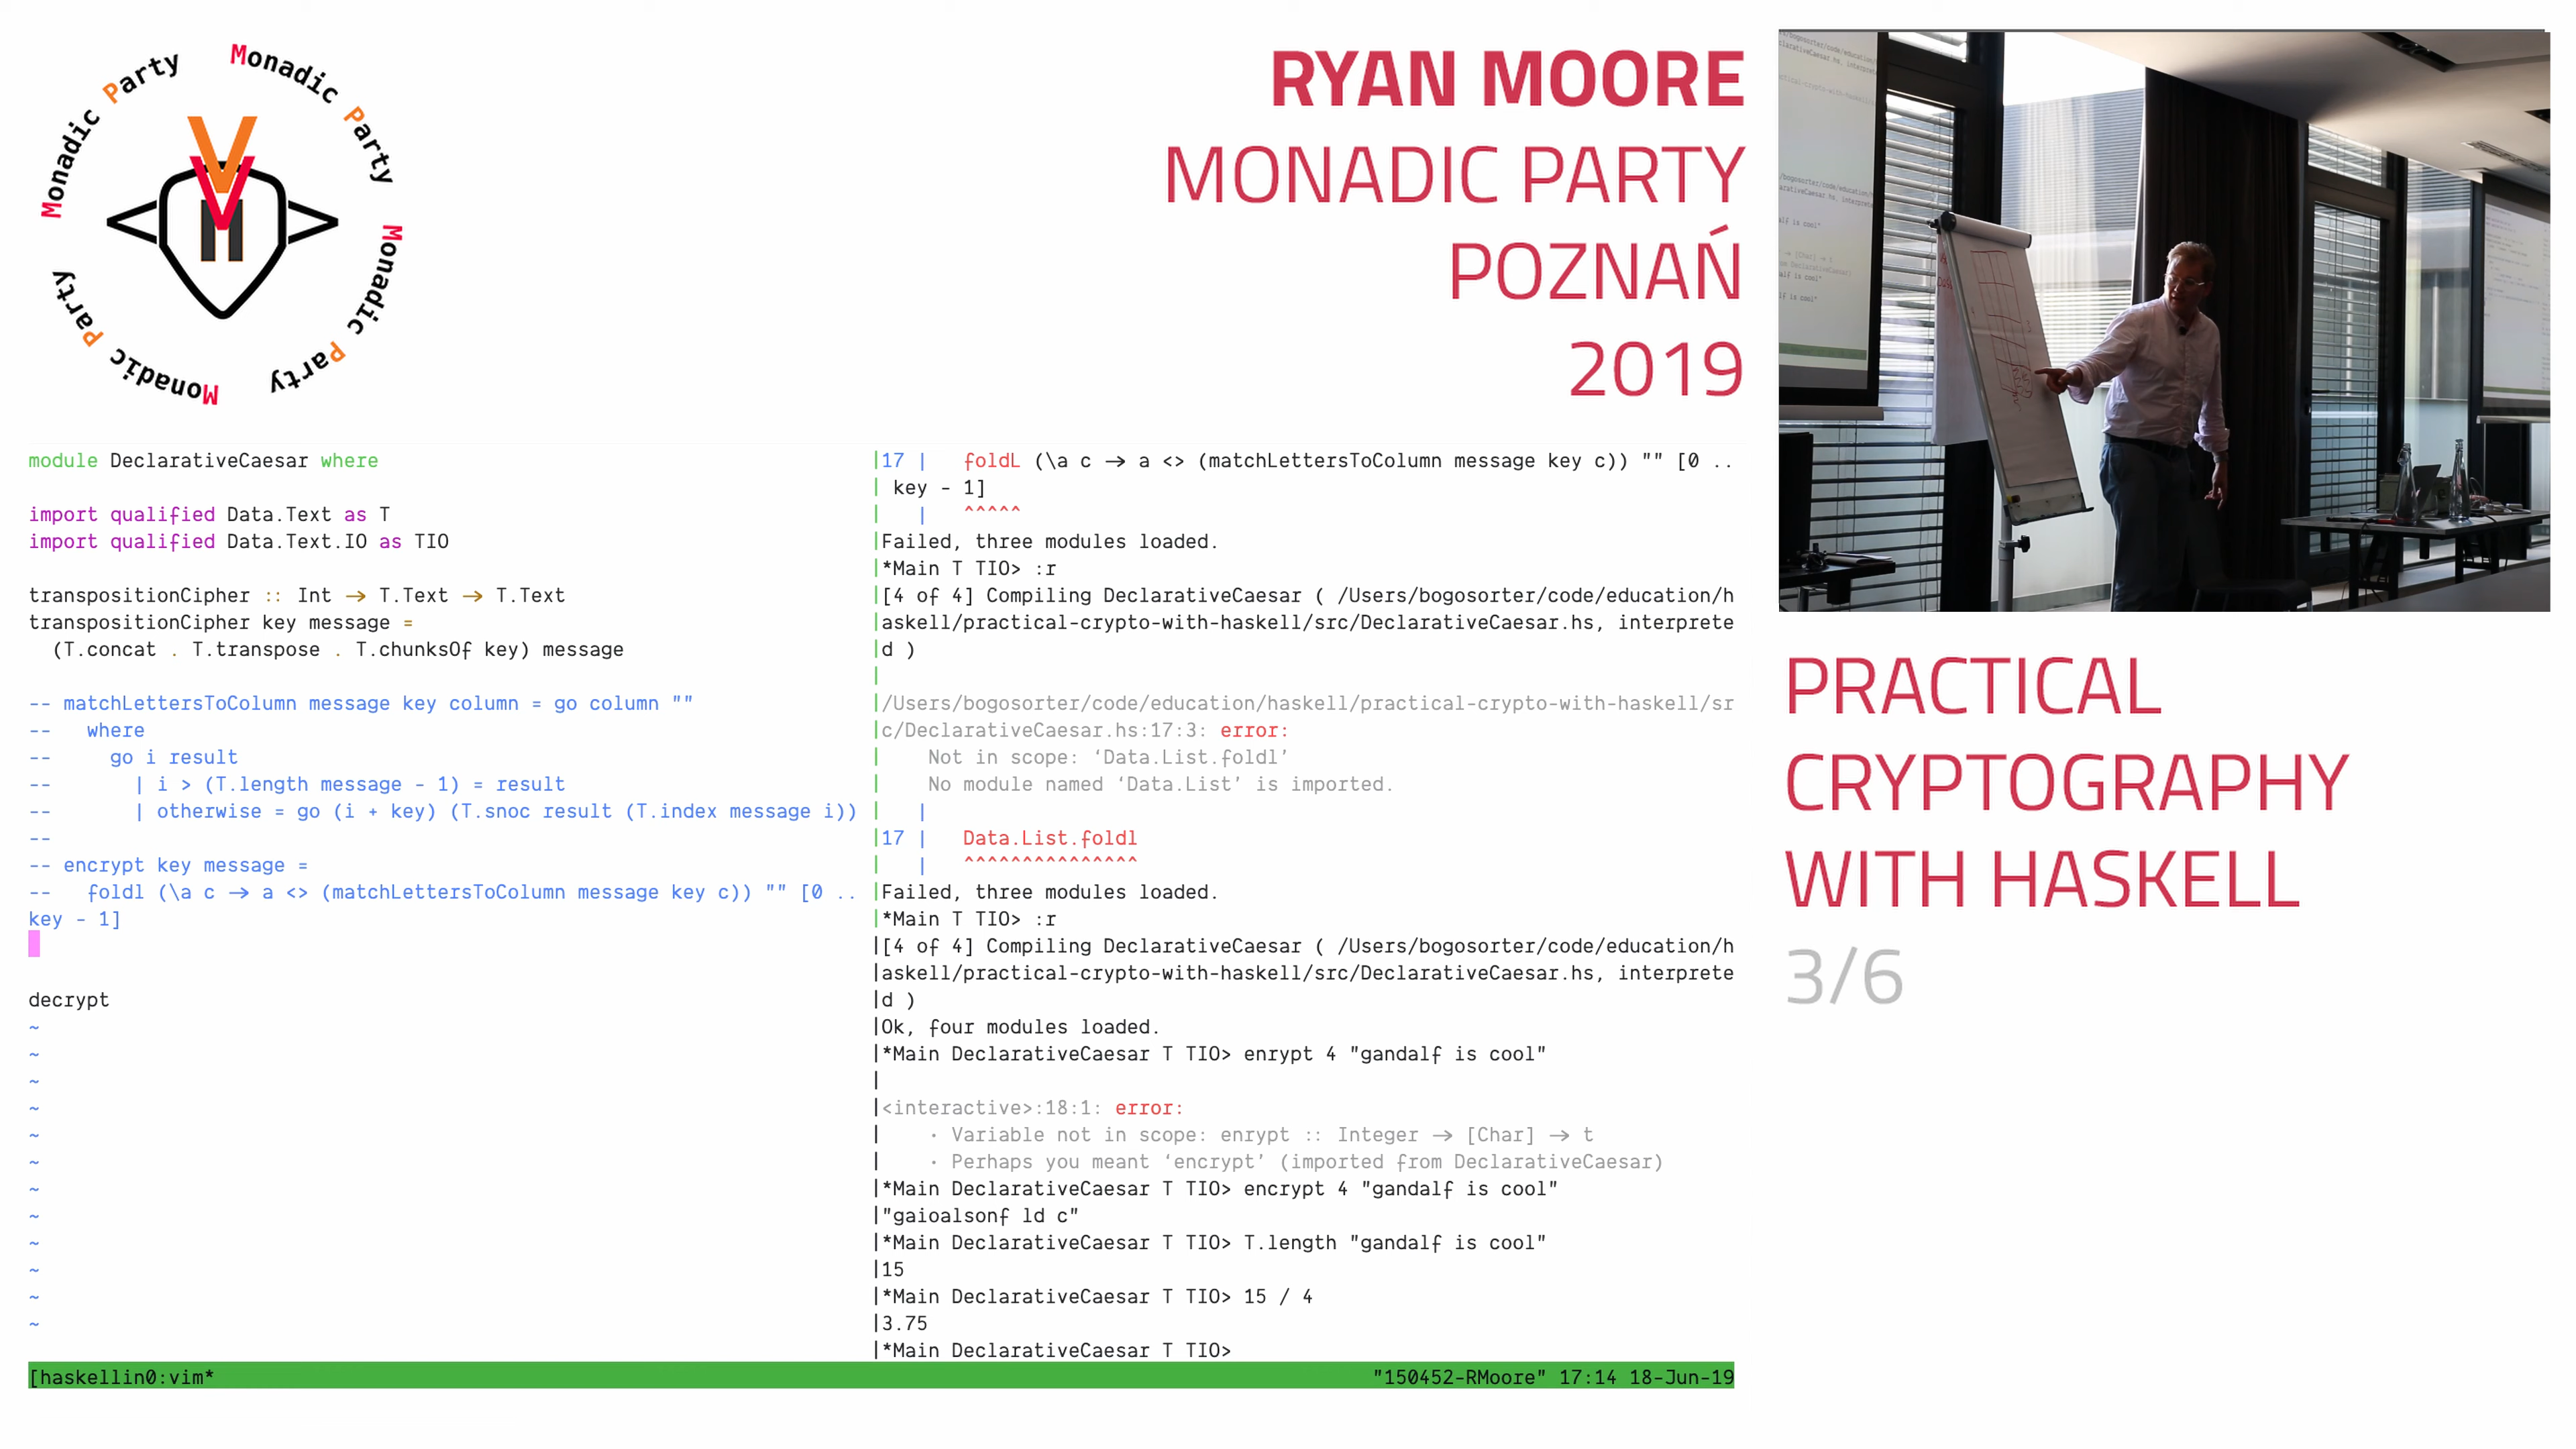 Monadic Party
Monadic Party
Monadic Party
Monadic Party
RYAN MOORE
MONADIC PARTY
POZNAŃ
2019
module DeclarativeCaesar where
import qualified Data.Text as T
import qualified Data.Text.IO as TIO
transpositionCipher :: Int → T.Text → T.Text
transpositionCipher key message =
(T.concat . T.transpose . T.chunksOf key) message
-- matchLettersToColumn message key column = go column ""
-- where
-- go i result
-- | i > (T.length message - 1) = result
-- | otherwise = go (i + key) (T.snoc result (T.index message i))
--
-- encrypt key message =
-- foldl (\a c → a <> (matchLettersToColumn message key c)) "" [0 ..
key - 1]
decrypt
~
~
~
~
~
~
~
~
~
~
~
~
|17 | foldL (\a c → a <> (matchLettersToColumn message key c)) "" [0 ..
| key - 1]
| | ^^^^^
|Failed, three modules loaded.
|*Main T TIO> :r
|[4 of 4] Compiling DeclarativeCaesar ( /Users/bogosorter/code/education/h
|askell/practical-crypto-with-haskell/src/DeclarativeCaesar.hs, interprete
|d )
|
|/Users/bogosorter/code/education/haskell/practical-crypto-with-haskell/sr
|c/DeclarativeCaesar.hs:17:3: error:
| Not in scope: ‘Data.List.foldl’
| No module named ‘Data.List’ is imported.
| |
|17 | Data.List.foldl
| | ^^^^^^^^^^^^^^^
|Failed, three modules loaded.
|*Main T TIO> :r
|[4 of 4] Compiling DeclarativeCaesar ( /Users/bogosorter/code/education/h
|askell/practical-crypto-with-haskell/src/DeclarativeCaesar.hs, interprete
|d )
|Ok, four modules loaded.
|*Main DeclarativeCaesar T TIO> enrypt 4 "gandalf is cool"
|
|<interactive>:18:1: error:
| • Variable not in scope: enrypt :: Integer → [Char] → t
| • Perhaps you meant ‘encrypt’ (imported from DeclarativeCaesar)
|*Main DeclarativeCaesar T TIO> encrypt 4 "gandalf is cool"
|"gaioalsonf ld c"
|*Main DeclarativeCaesar T TIO> T.length "gandalf is cool"
|15
|*Main DeclarativeCaesar T TIO> 15 / 4
|3.75
|*Main DeclarativeCaesar T TIO>
[haskellin0:vim* "150452-RMoore" 17:14 18-Jun-19
PRACTICAL
CRYPTOGRAPHY
WITH HASKELL
3/6